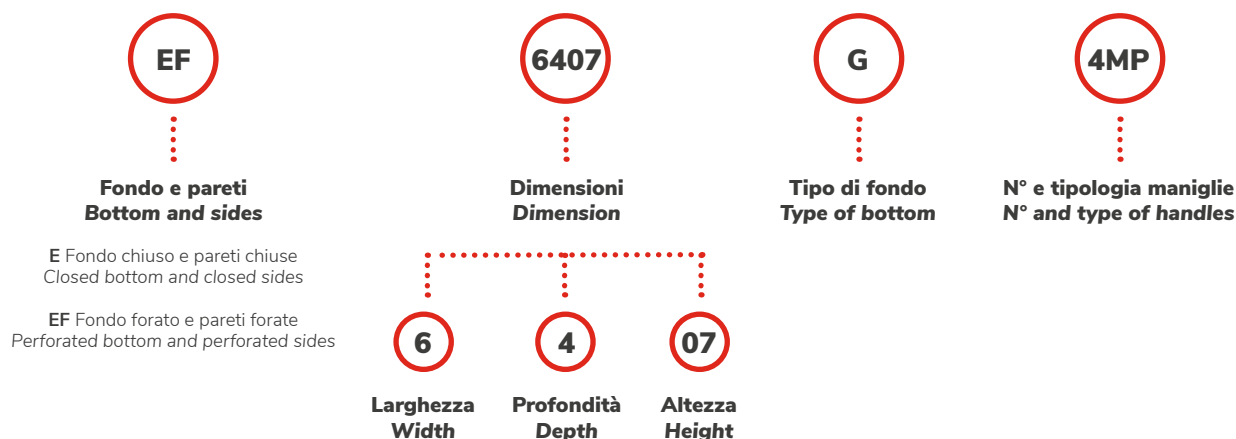 EF
6407
G
4MP
Fondo e pareti
Bottom and sides
Dimensioni
Dimension
Tipo di fondo
Type of bottom
N° e tipologia maniglie
N° and type of handles
E Fondo chiuso e pareti chiuse
Closed bottom and closed sides
EF Fondo forato e pareti forate
Perforated bottom and perforated sides
6
4
07
Larghezza
Width
Profondità
Depth
Altezza
Height